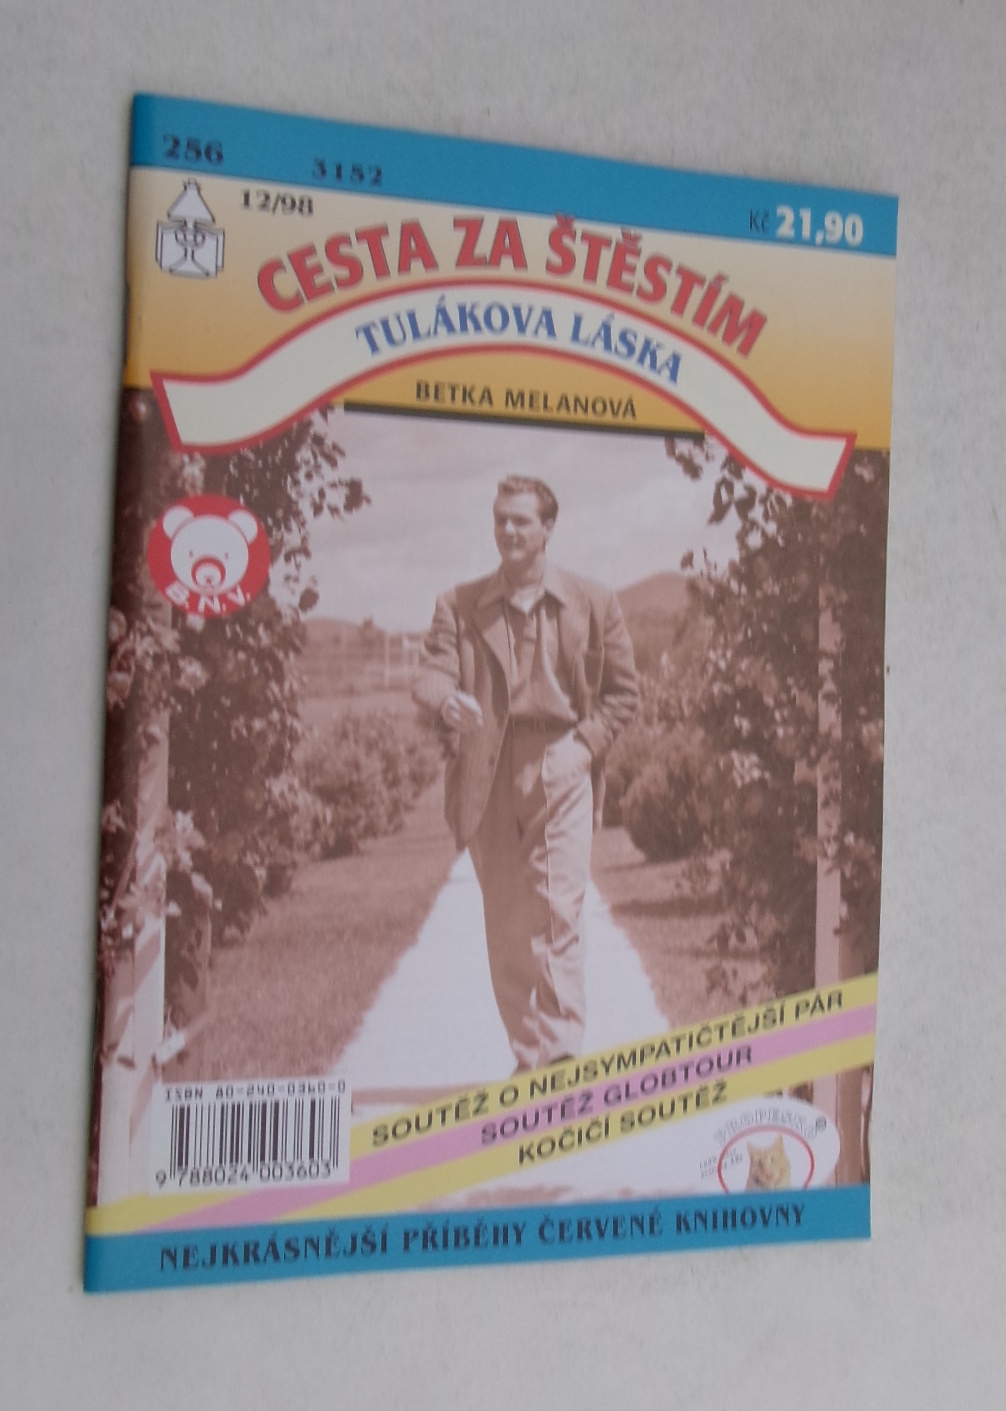 256
3152
12/98
Kč 21,90
CESTA ZA ŠTĚSTÍM
TULÁKOVA LÁSKA
BETKA MELANOVÁ
B.N.V.
SOUTĚŽ O NEJSYMPATIČTĚJŠÍ PÁR
SOUTĚŽ GLOBTOUR
KOČIČÍ SOUTĚŽ
ISBN 80-240-0360-0
9 788024 003603
NEJKRÁSNĚJŠÍ PŘÍBĚHY ČERVENÉ KNIHOVNY